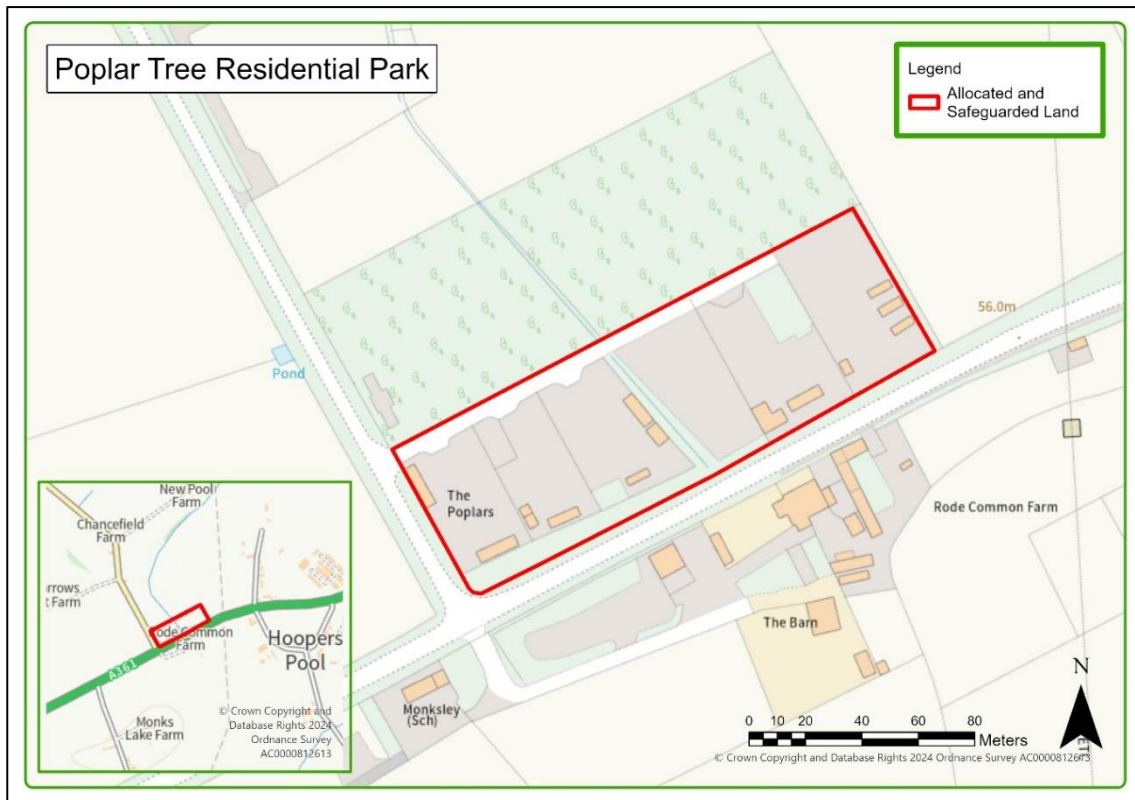 Poplar Tree Residential Park
Legend
Allocated and
Safeguarded Land
56.0m
Pond
The
Poplars
Rode Common Farm
The Barn
Monksley
(Sch)
New Pool
Farm
Chancefield
Farm
arrows
t Farm
ode Common
Farm
Hoopers
Pool
A361
Monks
Lake Farm
© Crown Copyright and
Database Rights 2024
Ordnance Survey
AC0000812613
N
0 10 20 40 60 80
Meters
© Crown Copyright and Database Rights 2024 Ordnance Survey AC0000812613